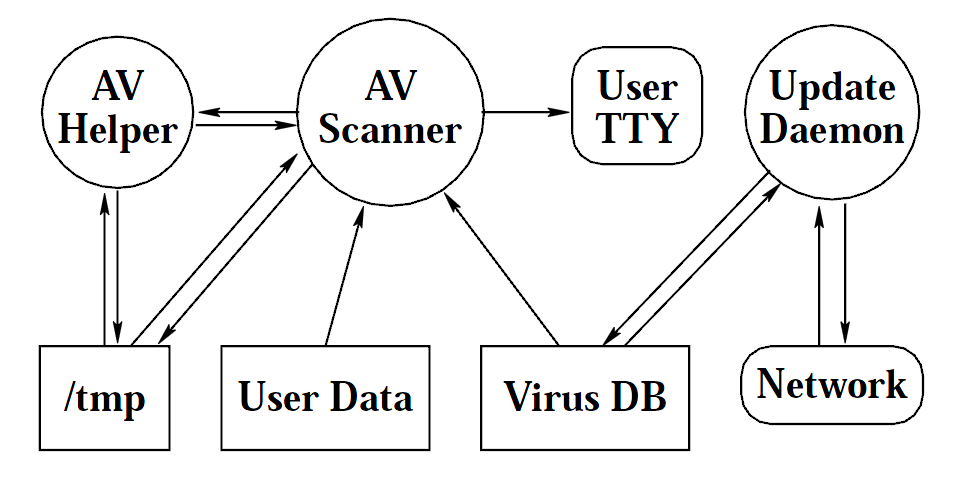 AV
Helper
AV
Scanner
User
TTY
Update
Daemon
/tmp
User Data
Virus DB
Network